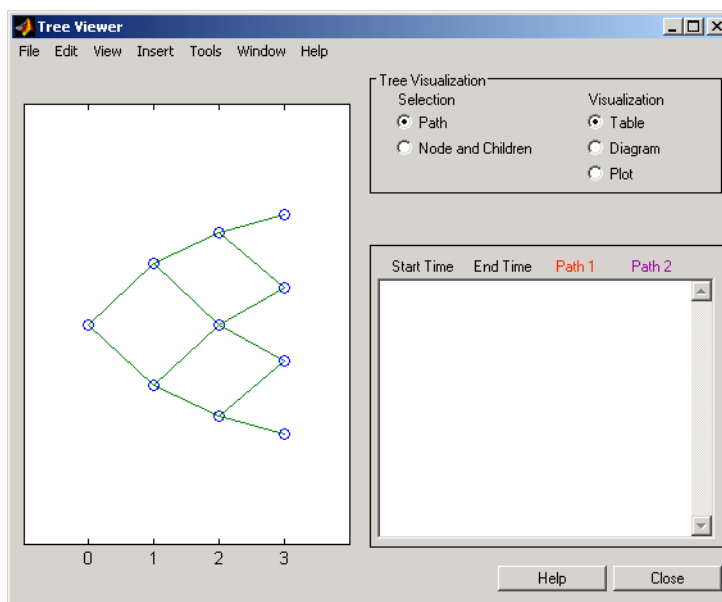 Tree Viewer
File Edit View Insert Tools Window Help
Tree Visualization
Selection Visualization
Path Table
Node and Children Diagram
Plot
Start Time End Time Path 1 Path 2
0 1 2 3
Help Close